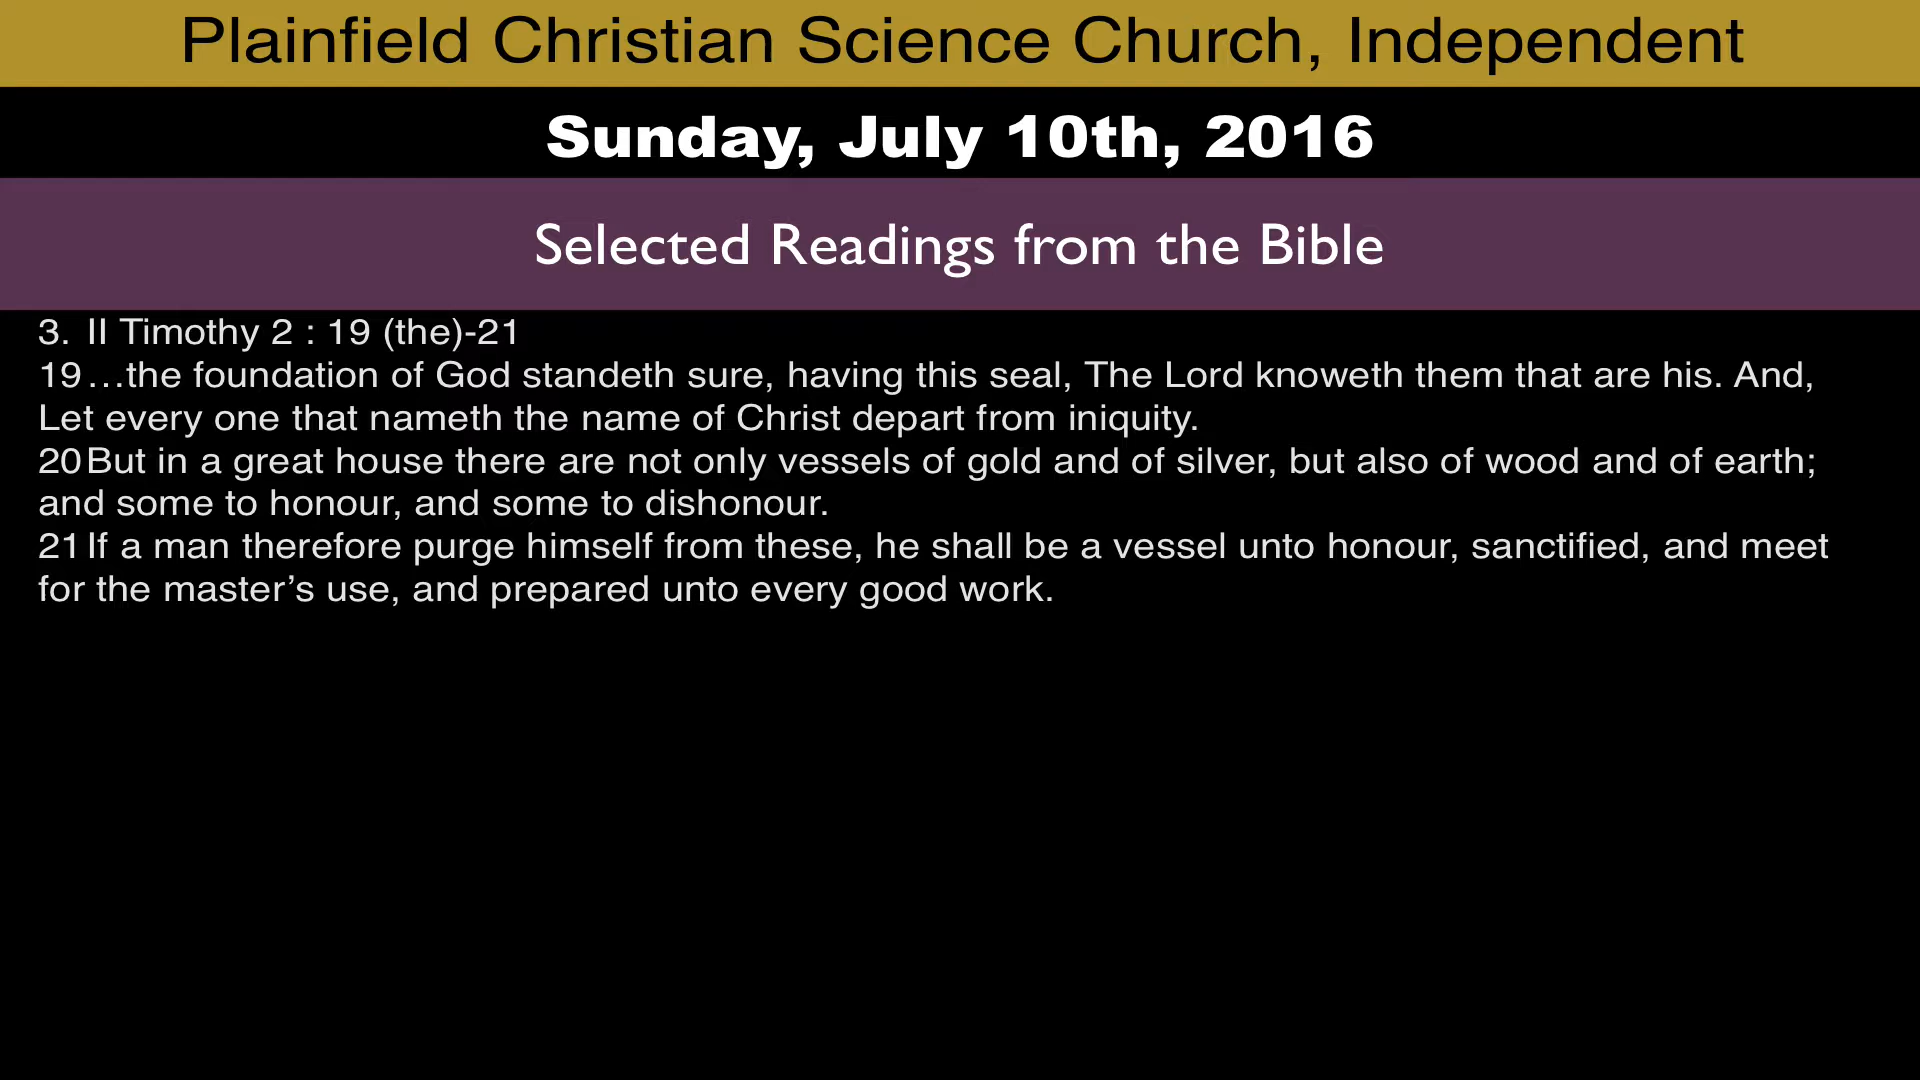 Plainfield Christian Science Church, Independent
Sunday, July 10th, 2016
Selected Readings from the Bible
3. II Timothy 2 : 19 (the)-21
19 …the foundation of God standeth sure, having this seal, The Lord knoweth them that are his. And,
Let every one that nameth the name of Christ depart from iniquity.
20 But in a great house there are not only vessels of gold and of silver, but also of wood and of earth;
and some to honour, and some to dishonour.
21 If a man therefore purge himself from these, he shall be a vessel unto honour, sanctified, and meet
for the master’s use, and prepared unto every good work.